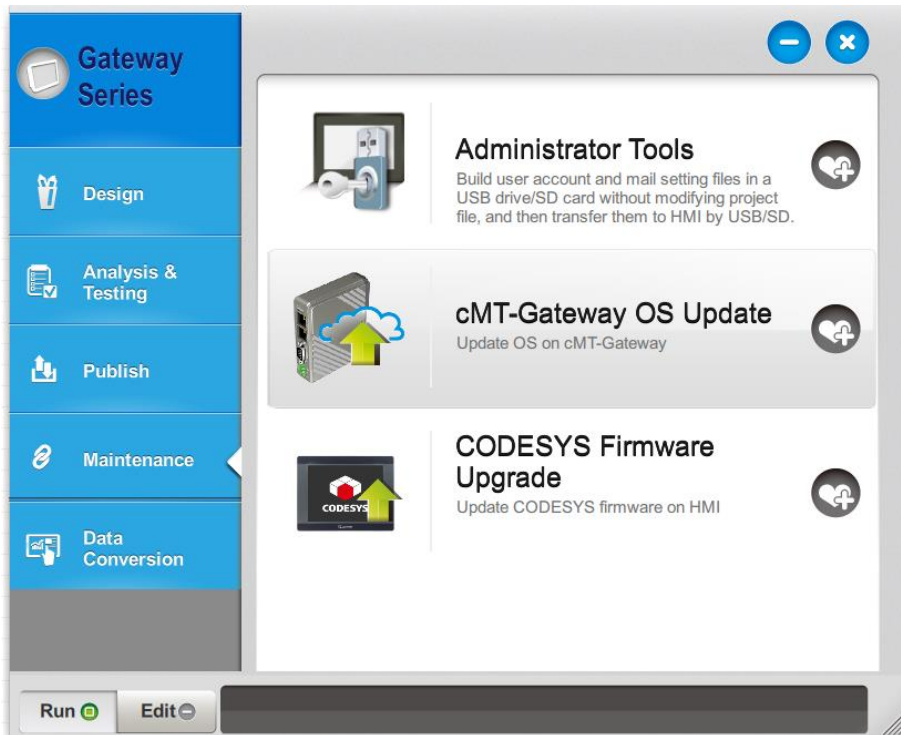 Gateway
Series
Design
Analysis &
Testing
Publish
Maintenance
Data
Conversion
Administrator Tools
Build user account and mail setting files in a
USB drive/SD card without modifying project
file, and then transfer them to HMI by USB/SD.
cMT-Gateway OS Update
Update OS on cMT-Gateway
CODESYS
CODESYS Firmware
Upgrade
Update CODESYS firmware on HMI
Run
Edit